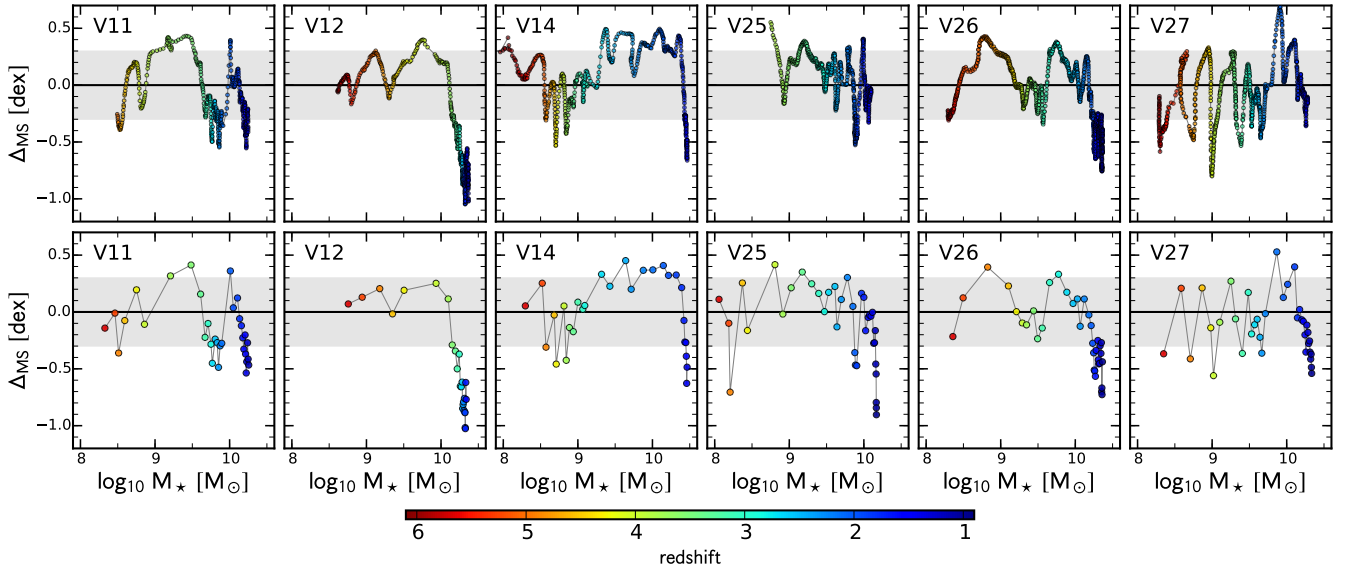 V11 V12 V14 V25 V26 V27
0.5
0.0
−0.5
−1.0
Δ_MS [dex]
V11 V12 V14 V25 V26 V27
0.5
0.0
−0.5
−1.0
Δ_MS [dex]
8 9 10 8 9 10 8 9 10 8 9 10 8 9 10 8 9 10
log₁₀ M⋆ [M⊙] log₁₀ M⋆ [M⊙] log₁₀ M⋆ [M⊙] log₁₀ M⋆ [M⊙] log₁₀ M⋆ [M⊙] log₁₀ M⋆ [M⊙]
6 5 4 3 2 1
redshift